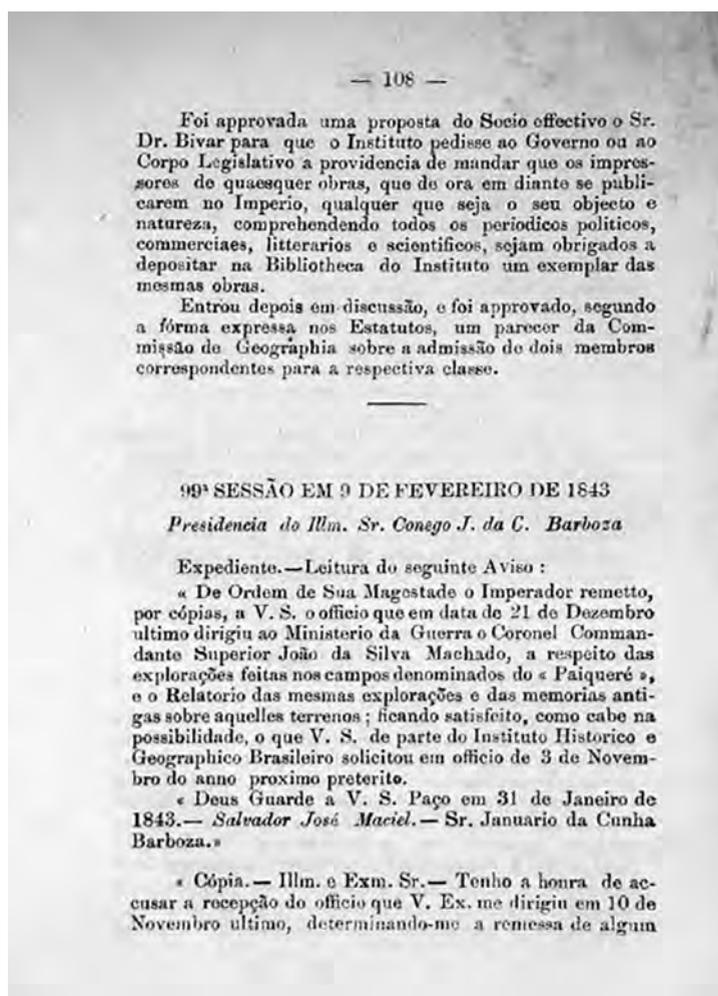 — 108 —
Foi approvada uma proposta do Socio effectivo o Sr.
Dr. Bivar para que o Instituto pedisse ao Governo ou ao
Corpo Legislativo a providencia de mandar que os impres-
sores de quaesquer obras, que de ora em diante se publi-
carem no Imperio, qualquer que seja o seu objecto e
natureza, comprehendendo todos os periodicos politicos,
commerciaes, litterarios e scientificos, sejam obrigados a
depositar na Bibliotheca do Instituto um exemplar das
mesmas obras.
Entrou depois em discussão, e foi approvado, segundo
a fórma expressa nos Estatutos, um parecer da Com-
missão de Geographia sobre a admissão de dois membros
correspondentes para a respectiva classe.
99ª SESSÃO EM 9 DE FEVEREIRO DE 1843
Presidencia do Illm. Sr. Conego J. da C. Barboza
Expediente.—Leitura do seguinte Aviso :
« De Ordem de Sua Magestade o Imperador remetto,
por cópias, a V. S. o officio que em data de 21 de Dezembro
ultimo dirigiu ao Ministerio da Guerra o Coronel Comman-
dante Superior João da Silva Machado, a respeito das
explorações feitas nos campos denominados do « Paiqueré »,
e o Relatorio das mesmas explorações e das memorias anti-
gas sobre aquelles terrenos ; ficando satisfeito, como cabe na
possibilidade, o que V. S. de parte do Instituto Historico e
Geographico Brasileiro solicitou em officio de 3 de Novem-
bro do anno proximo preterito.
« Deus Guarde a V. S. Paço em 31 de Janeiro de
1843.— Salvador José Maciel.— Sr. Januario da Cunha
Barboza.»
« Cópia.— Illm. e Exm. Sr.— Tenho a honra de ac-
cusar a recepção do officio que V. Ex. me dirigiu em 10 de
Novembro ultimo, determinando-me a remessa de algum